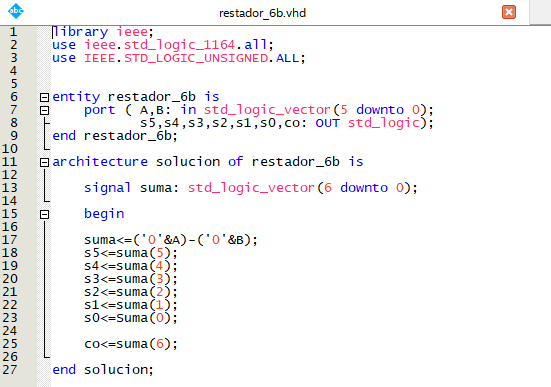 abc restador_6b.vhd
1 library ieee;
2 use ieee.std_logic_1164.all;
3 use IEEE.STD_LOGIC_UNSIGNED.ALL;
4
5
6 entity restador_6b is
7 port ( A,B: in std_logic_vector(5 downto 0);
8 s5,s4,s3,s2,s1,s0,co: OUT std_logic);
9 end restador_6b;
10
11 architecture solucion of restador_6b is
12
13 signal suma: std_logic_vector(6 downto 0);
14
15 begin
16
17 suma<=('0'&A)-('0'&B);
18 s5<=suma(5);
19 s4<=suma(4);
20 s3<=suma(3);
21 s2<=suma(2);
22 s1<=suma(1);
23 s0<=Suma(0);
24
25 co<=suma(6);
26
27 end solucion;